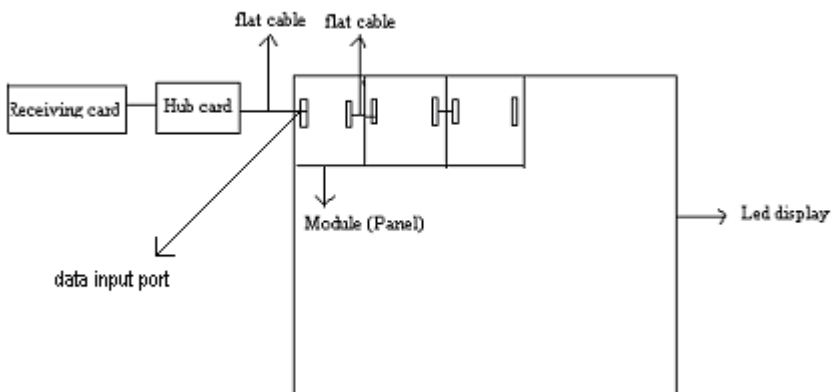 flat cable flat cable
Receiving card
Hub card
Module (Panel)
Led display
data input port